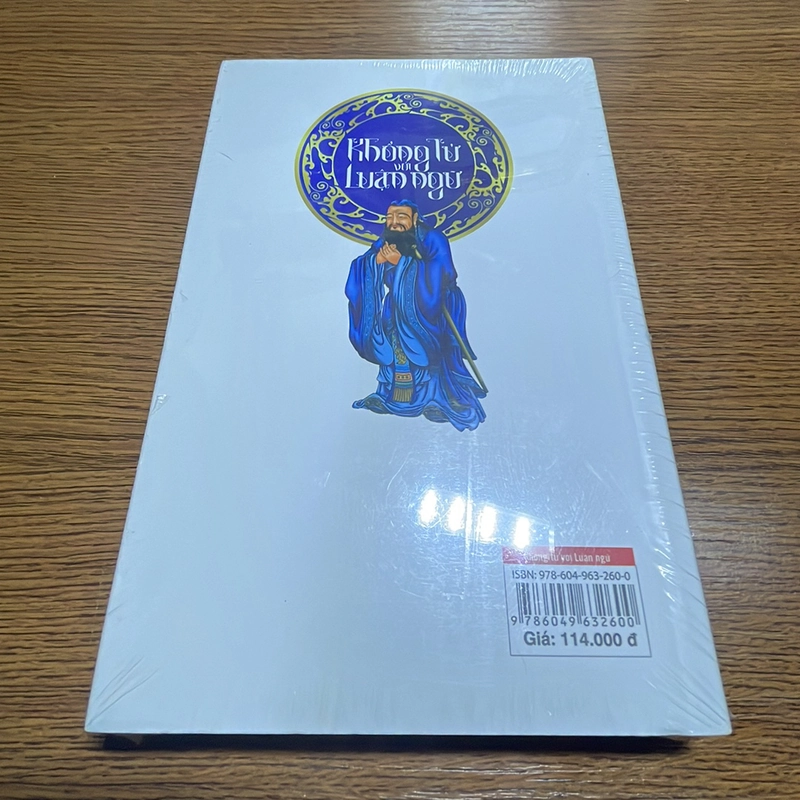 Khổng Tử
với
Luận ngữ
Khổng Tử với Luận ngữ
ISBN: 978-604-963-260-0
9 786049 632600
Giá: 114.000 đ